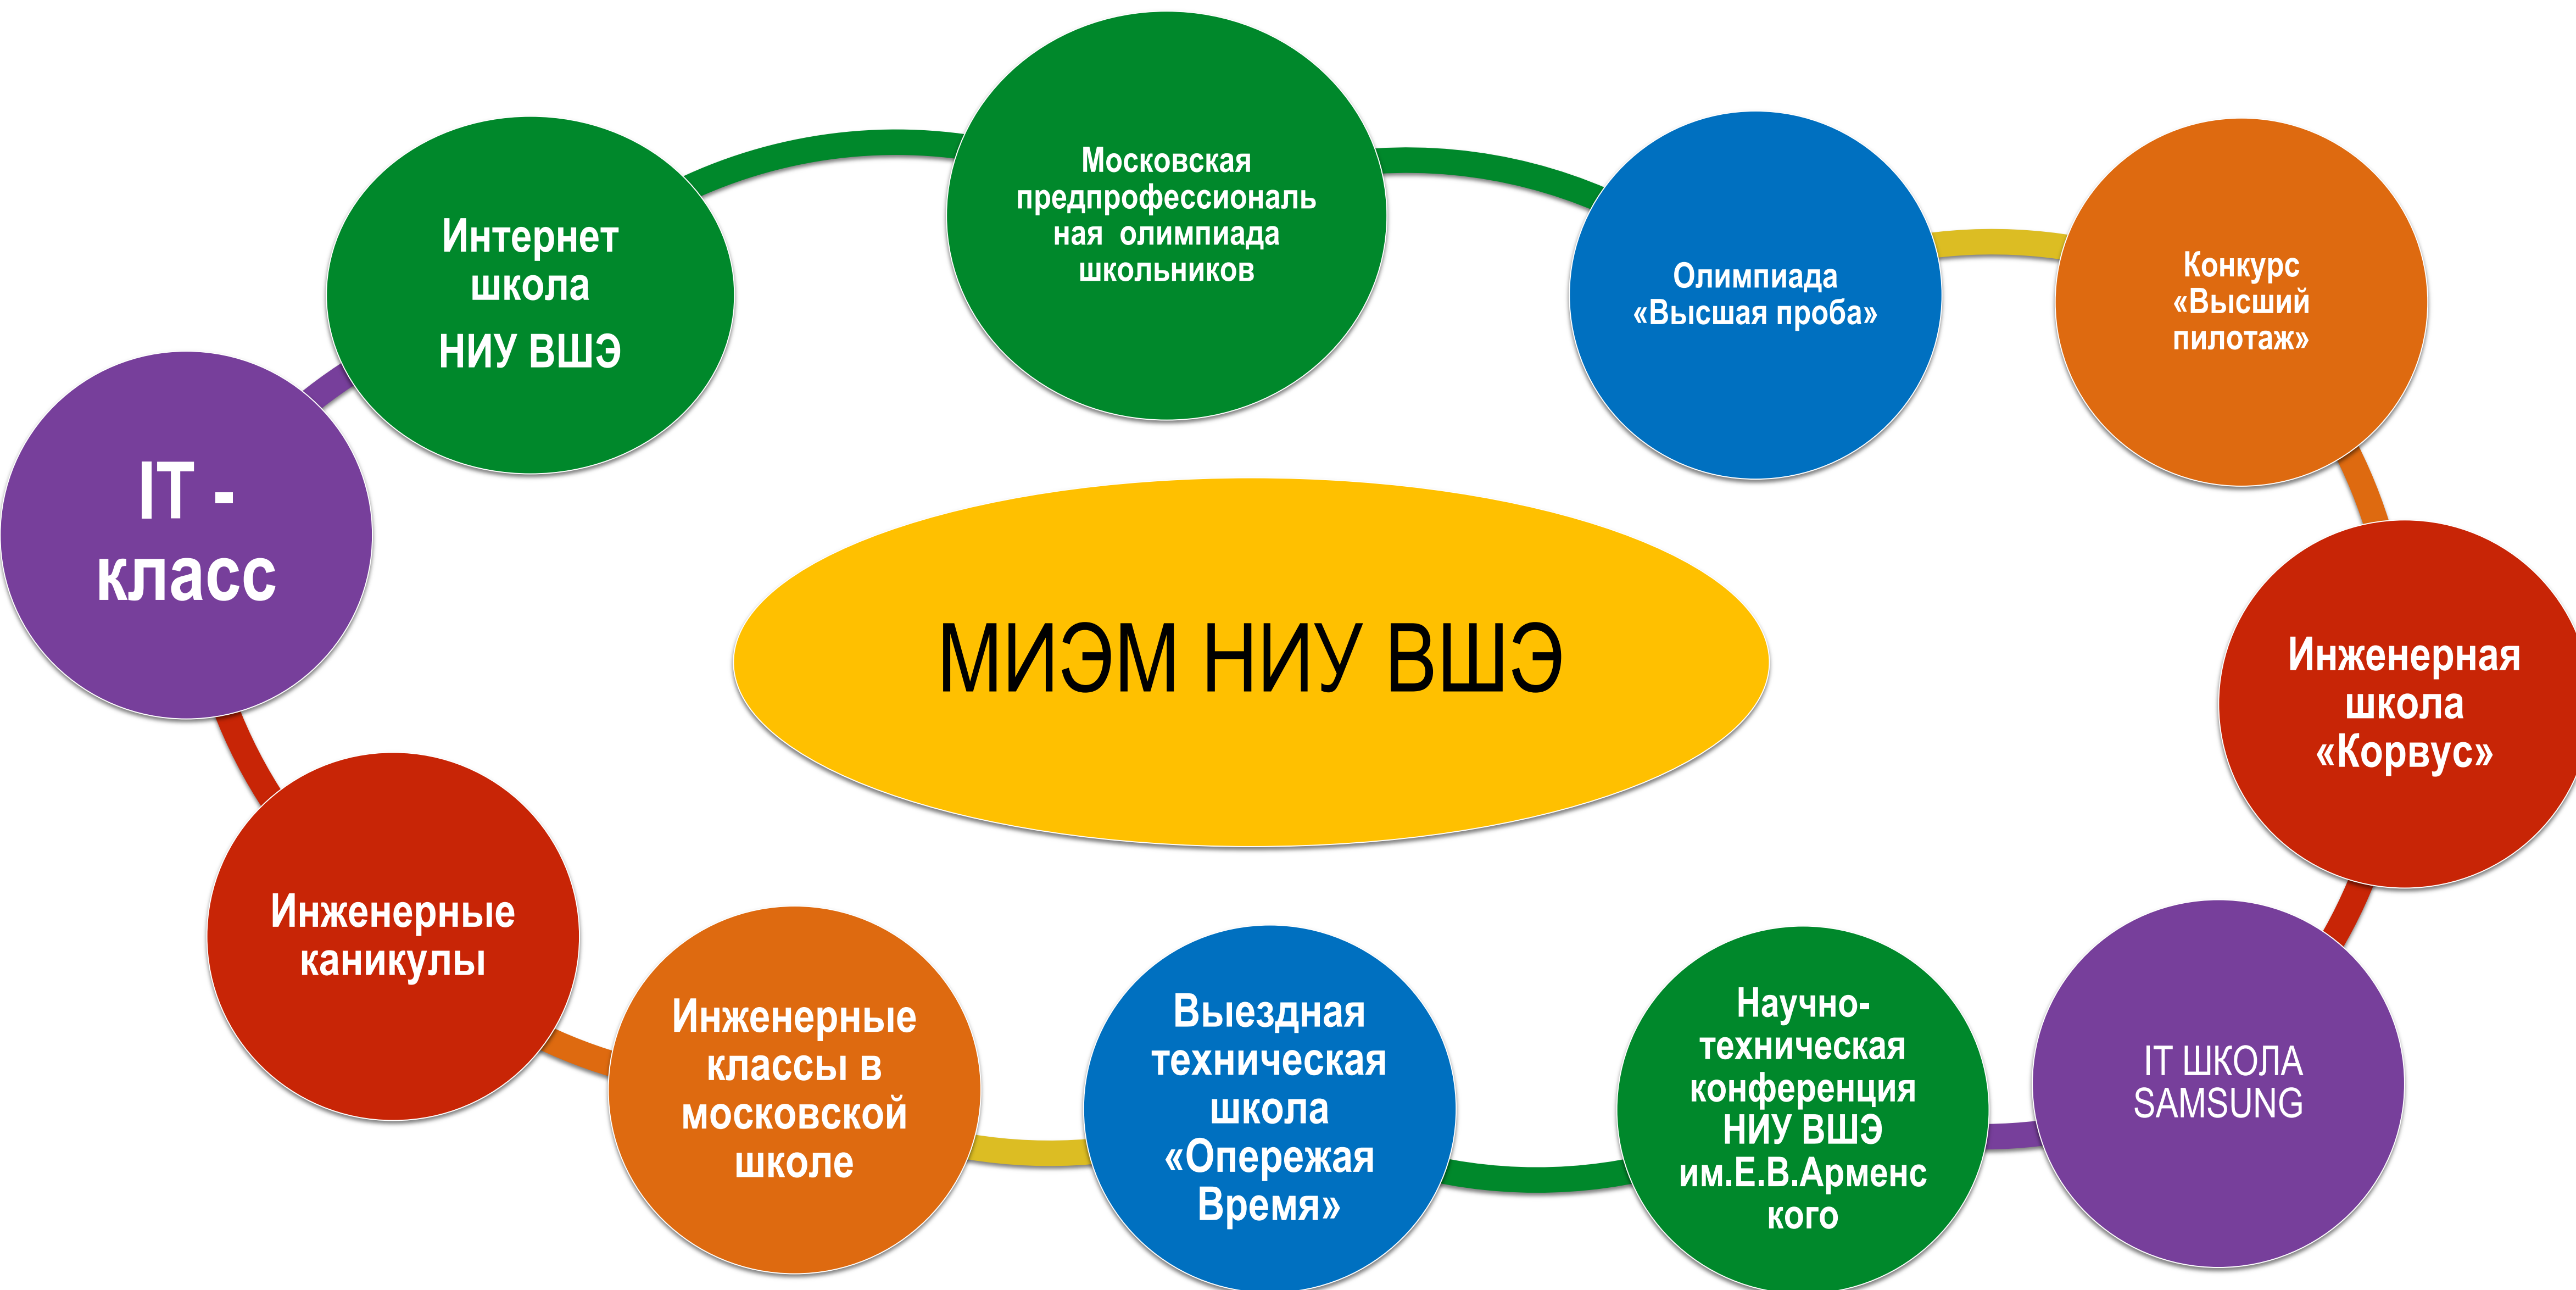 Московская
предпрофессиональ
ная олимпиада
школьников
Интернет
школа
НИУ ВШЭ
Олимпиада
«Высшая проба»
Конкурс
«Высший
пилотаж»
IT -
класс
МИЭМ НИУ ВШЭ
Инженерная
школа
«Корвус»
Инженерные
каникулы
Инженерные
классы в
московской
школе
Выездная
техническая
школа
«Опережая
Время»
Научно-
техническая
конференция
НИУ ВШЭ
им.Е.В.Арменс
кого
IT ШКОЛА
SAMSUNG